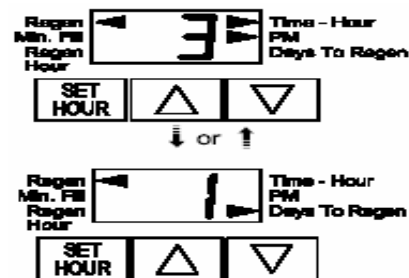 Regen
Min. Fill
Regen
Hour
3
Time - Hour
PM
Days To Regen
SET
HOUR
or
Regen
Min. Fill
Regen
Hour
1
Time - Hour
PM
Days To Regen
SET
HOUR